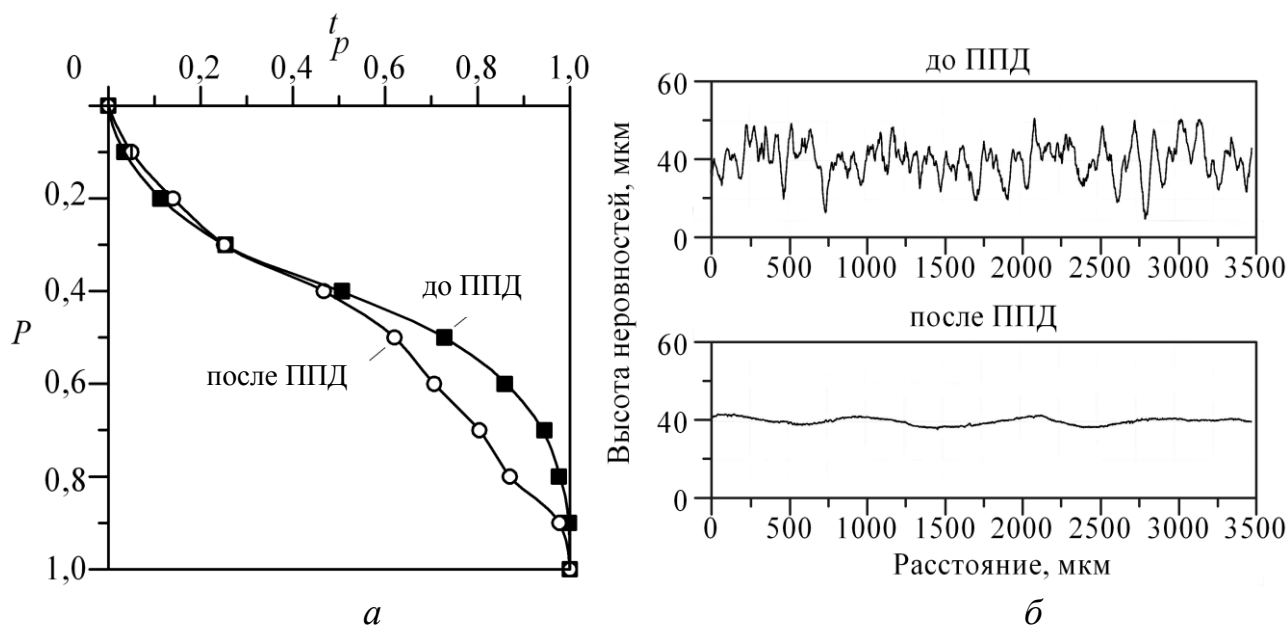 t p
0 0,2 0,4 0,6 0,8 1,0
0,2
0,4
P
0,6
0,8
1,0
до ППД
после ППД
а
Высота неровностей, мкм
до ППД
60
40
20
0
0 500 1000 1500 2000 2500 3000 3500
после ППД
60
40
20
0
0 500 1000 1500 2000 2500 3000 3500
Расстояние, мкм
б